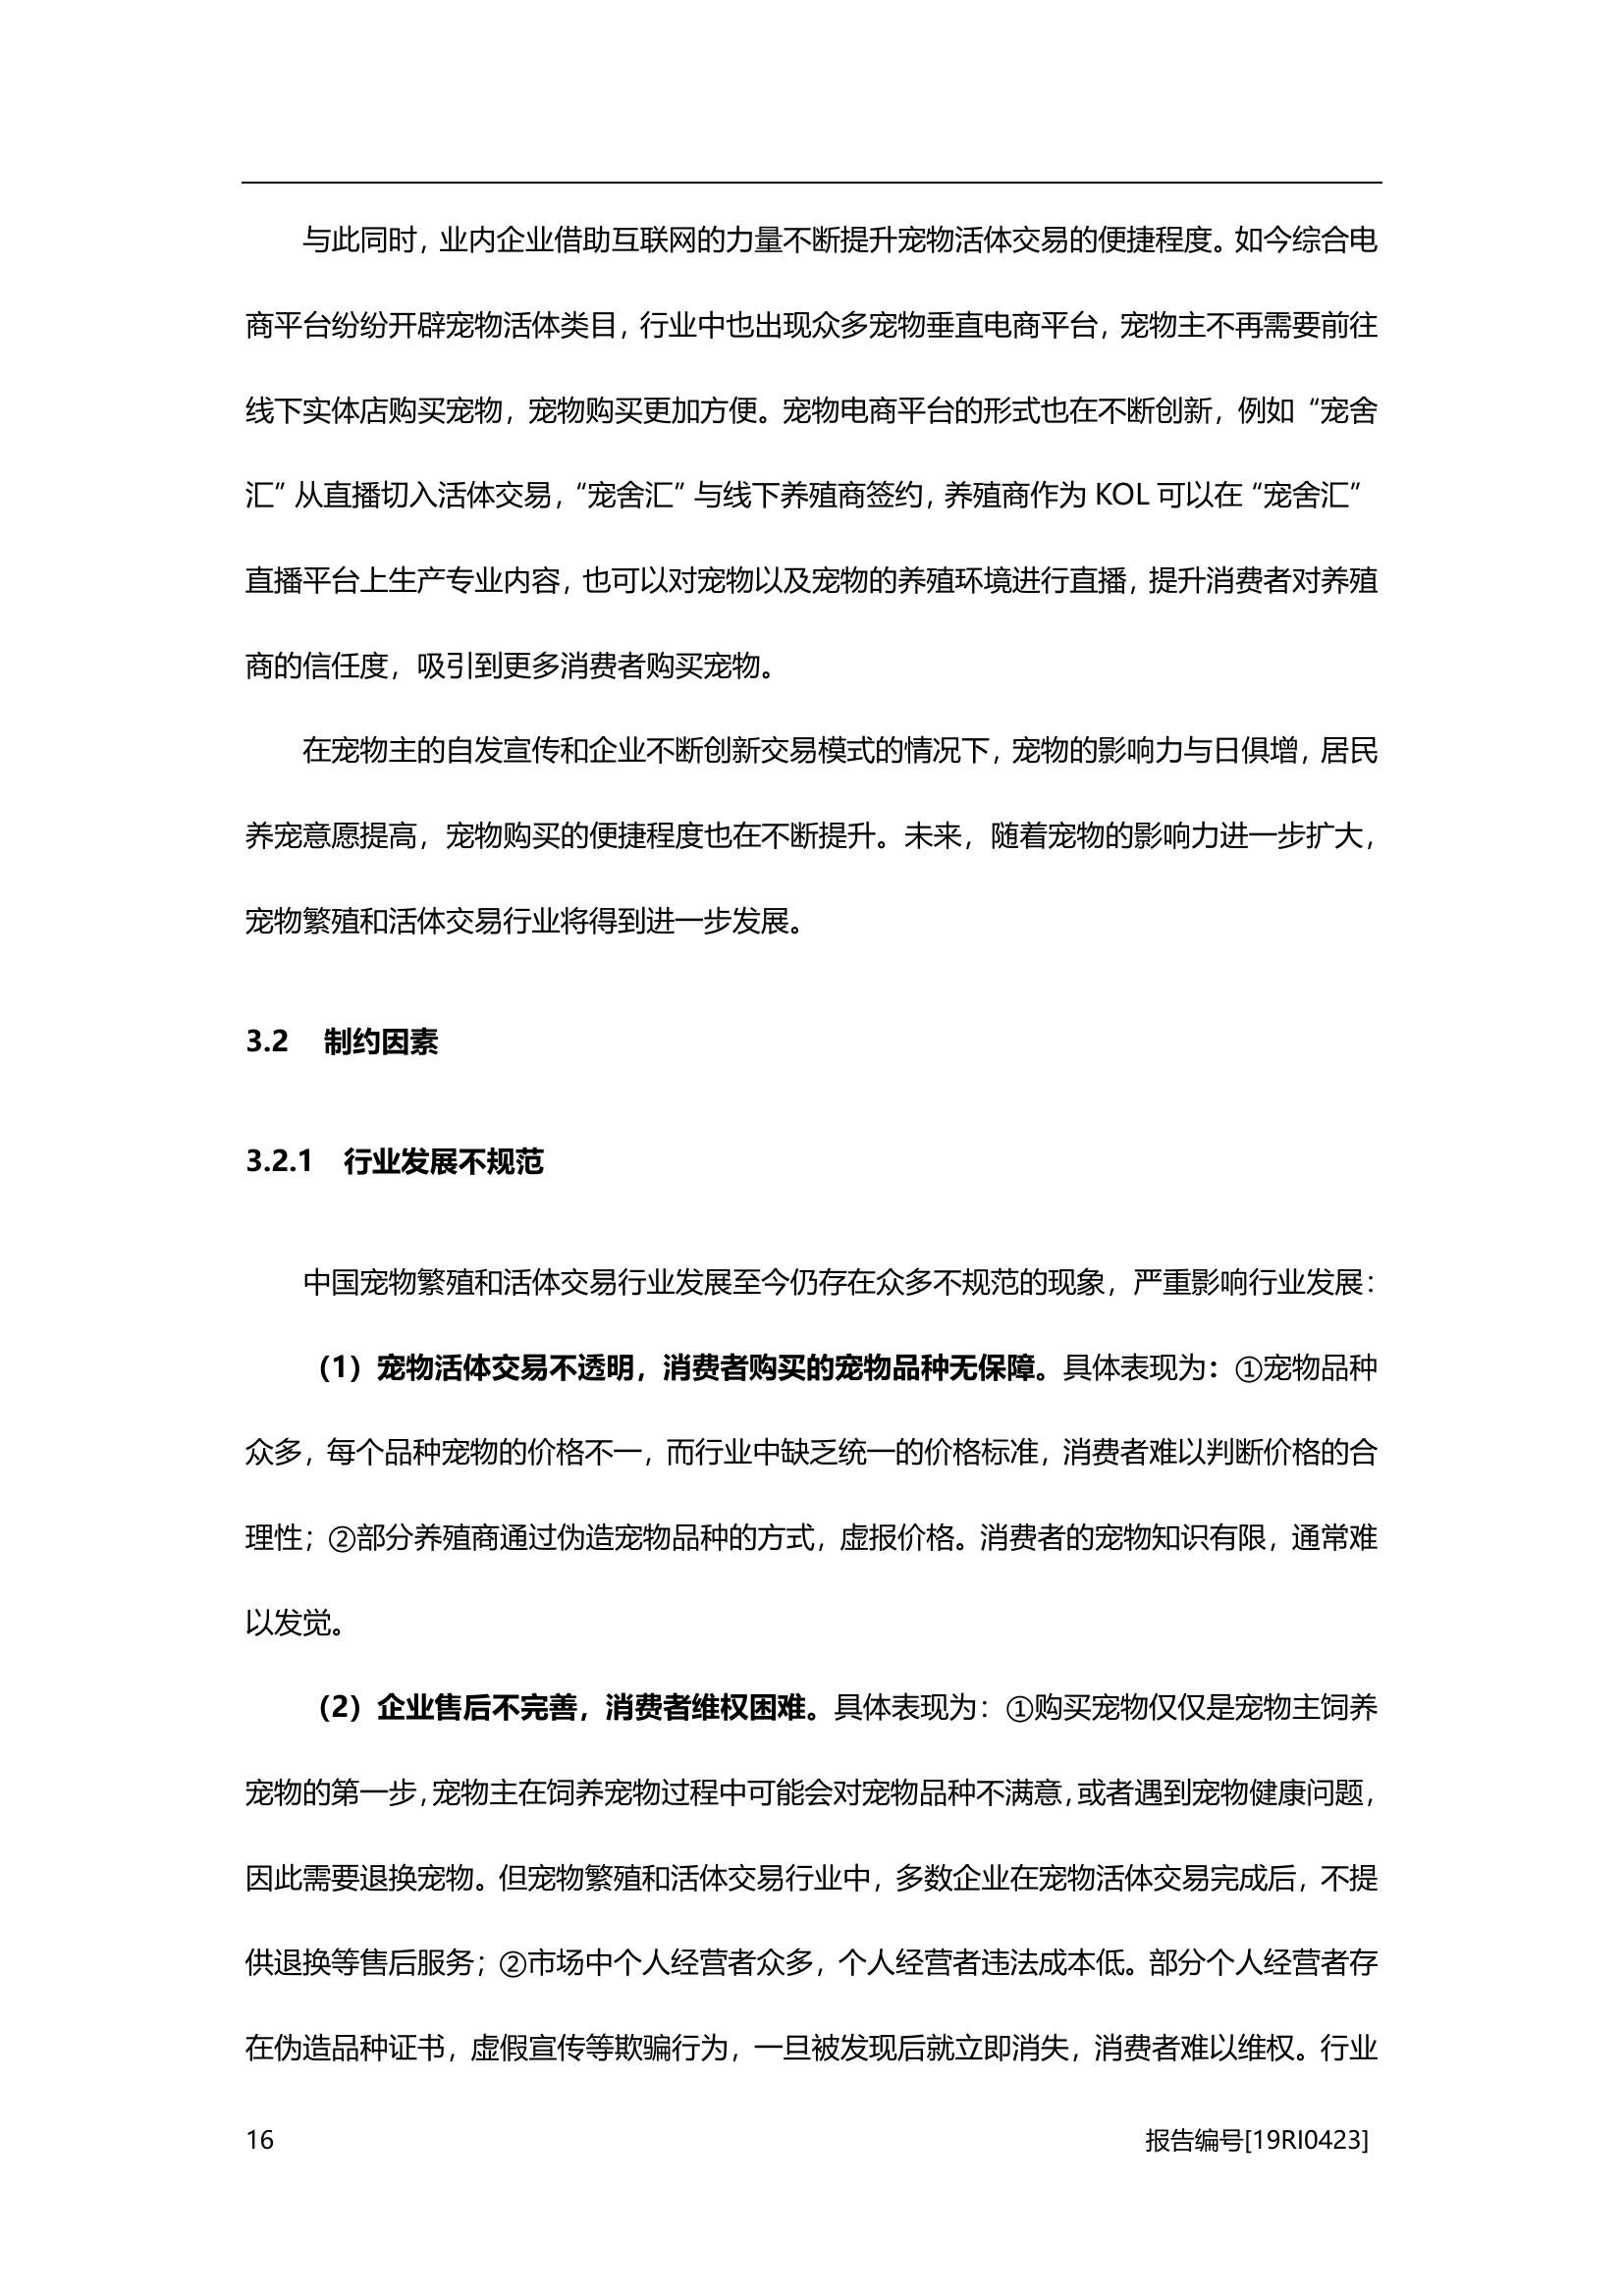 与此同时，业内企业借助互联网的力量不断提升宠物活体交易的便捷程度。如今综合电
商平台纷纷开辟宠物活体类目，行业中也出现众多宠物垂直电商平台，宠物主不再需要前往
线下实体店购买宠物，宠物购买更加方便。宠物电商平台的形式也在不断创新，例如“宠舍
汇”从直播切入活体交易，“宠舍汇”与线下养殖商签约，养殖商作为 KOL 可以在“宠舍汇”
直播平台上生产专业内容，也可以对宠物以及宠物的养殖环境进行直播，提升消费者对养殖
商的信任度，吸引到更多消费者购买宠物。
在宠物主的自发宣传和企业不断创新交易模式的情况下，宠物的影响力与日俱增，居民
养宠意愿提高，宠物购买的便捷程度也在不断提升。未来，随着宠物的影响力进一步扩大，
宠物繁殖和活体交易行业将得到进一步发展。
3.2 制约因素
3.2.1 行业发展不规范
中国宠物繁殖和活体交易行业发展至今仍存在众多不规范的现象，严重影响行业发展：
（1）宠物活体交易不透明，消费者购买的宠物品种无保障。具体表现为：①宠物品种
众多，每个品种宠物的价格不一，而行业中缺乏统一的价格标准，消费者难以判断价格的合
理性；②部分养殖商通过伪造宠物品种的方式，虚报价格。消费者的宠物知识有限，通常难
以发觉。
（2）企业售后不完善，消费者维权困难。具体表现为：①购买宠物仅仅是宠物主饲养
宠物的第一步，宠物主在饲养宠物过程中可能会对宠物品种不满意，或者遇到宠物健康问题，
因此需要退换宠物。但宠物繁殖和活体交易行业中，多数企业在宠物活体交易完成后，不提
供退换等售后服务；②市场中个人经营者众多，个人经营者违法成本低。部分个人经营者存
在伪造品种证书，虚假宣传等欺骗行为，一旦被发现后就立即消失，消费者难以维权。行业
16 报告编号[19RI0423]